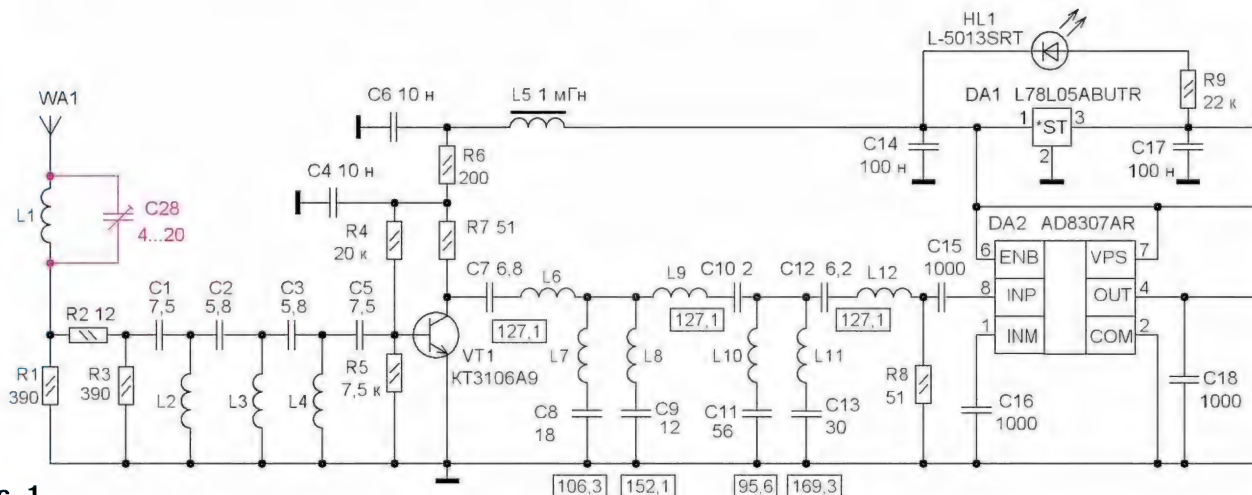 HL1
L-5013SRT
WA1
C6 10 н
L5 1 мГн
DA1 L78L05ABUTR
R9
22 к
1
*ST
3
2
C14
100 н
C17
100 н
C4 10 н
R6
200
L1
C28
4...20
R4
20 к
R7 51
DA2 AD8307AR
C7 6,8
L6
L9
C10 2
C12 6,2
L12
C15
1000
6
ENB
VPS
7
8
INP
OUT
4
1
INM
COM
2
R2 12
C1
7,5
C2
5,8
C3
5,8
C5
7,5
127,1
127,1
127,1
VT1
КТ3106А9
R1
390
R3
390
L2
L3
L4
R5
7,5 к
L7
L8
L10
L11
R8
51
C8
18
C9
12
C11
56
C13
30
C16
1000
C18
1000
106,3
152,1
95,6
169,3
с. 1